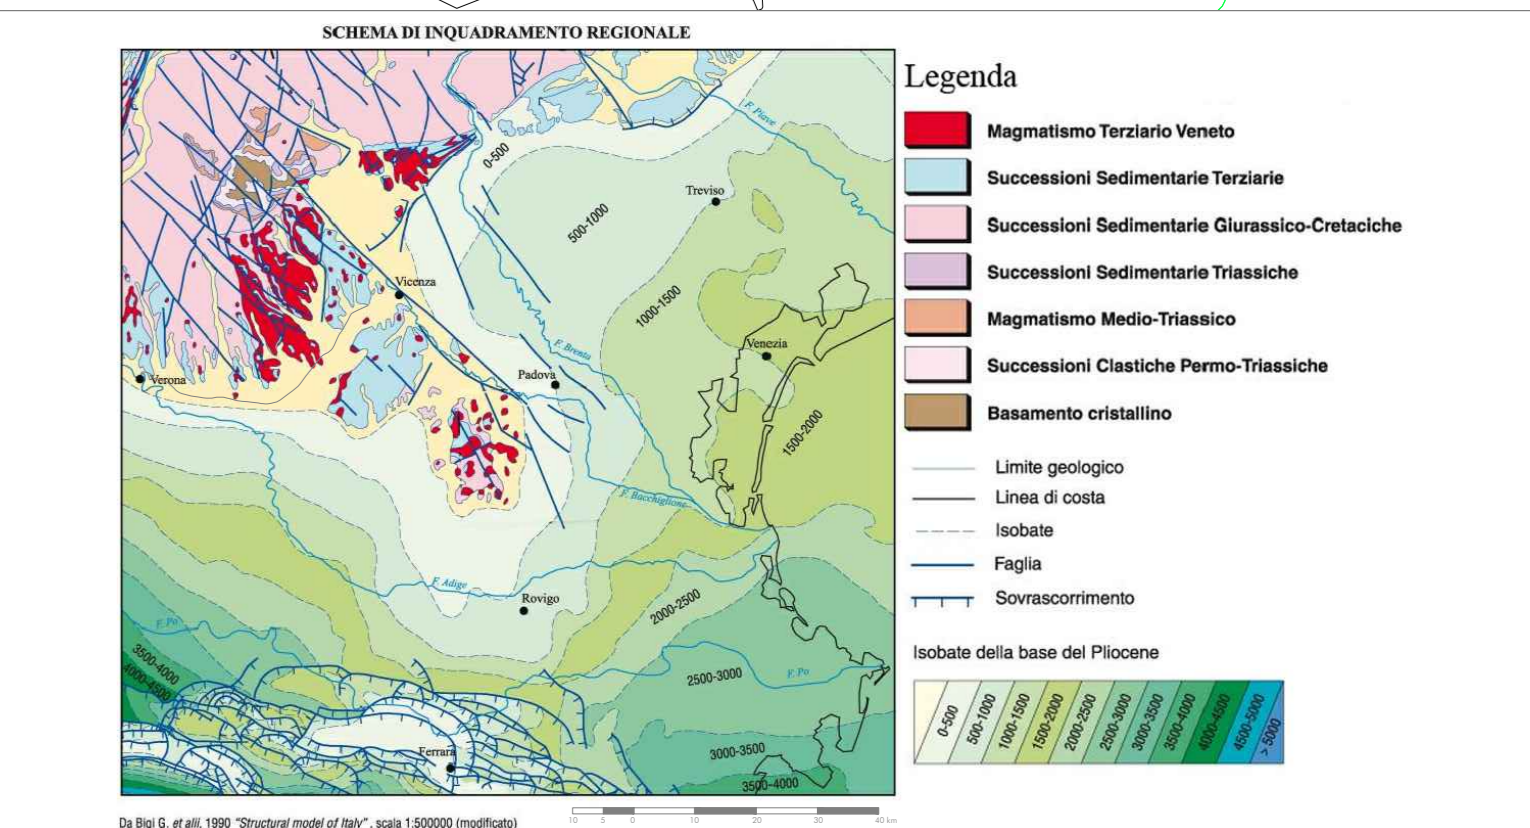 SCHEMA DI INQUADRAMENTO REGIONALE
F. Piave
0-500
Treviso
500-1000
Vicenza
1000-1500
F. Brenta
Venezia
Verona
Padova
1500-2000
F. Bacchiglione
F. Adige
Rovigo
2000-2500
F. Po
3500-4000
4000-4500
2500-3000
F. Po
Ferrara
3000-3500
3500-4000
Legenda
Magmatismo Terziario Veneto
Successioni Sedimentarie Terziarie
Successioni Sedimentarie Giurassico-Cretaciche
Successioni Sedimentarie Triassiche
Magmatismo Medio-Triassico
Successioni Clastiche Permo-Triassiche
Basamento cristallino
Limite geologico
Linea di costa
Isobate
Faglia
Sovrascorrimento
Isobate della base del Pliocene
0-500
500-1000
1000-1500
1500-2000
2000-2500
2500-3000
3000-3500
3500-4000
4000-4500
4500-5000
> 5000
Da Bigi G. et alii, 1990 "Structural model of Italy", scala 1:500000 (modificato)
10 5 0 10 20 30 40 km